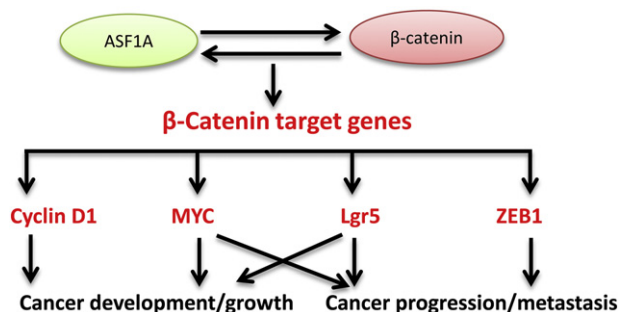 ASF1A
β-catenin
β-Catenin target genes
Cyclin D1
MYC
Lgr5
ZEB1
Cancer development/growth
Cancer progression/metastasis